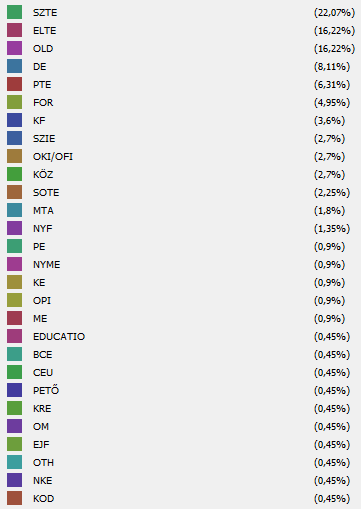 SZTE (22,07%)
ELTE (16,22%)
OLD (16,22%)
DE (8,11%)
PTE (6,31%)
FOR (4,95%)
KF (3,6%)
SZIE (2,7%)
OKI/OFI (2,7%)
KÖZ (2,7%)
SOTE (2,25%)
MTA (1,8%)
NYF (1,35%)
PE (0,9%)
NYME (0,9%)
KE (0,9%)
OPI (0,9%)
ME (0,9%)
EDUCATIO (0,45%)
BCE (0,45%)
CEU (0,45%)
PETŐ (0,45%)
KRE (0,45%)
OM (0,45%)
EJF (0,45%)
OTH (0,45%)
NKE (0,45%)
KOD (0,45%)